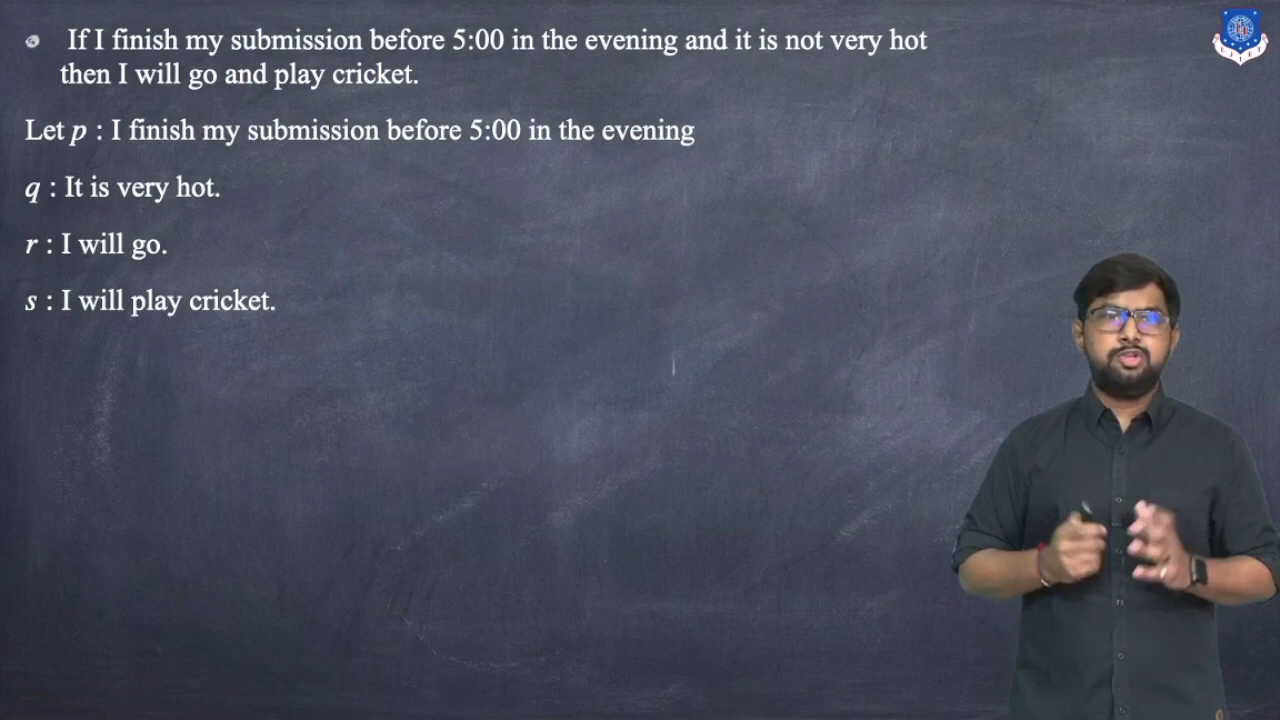 If I finish my submission before 5:00 in the evening and it is not very hot
then I will go and play cricket.
Let p : I finish my submission before 5:00 in the evening
q : It is very hot.
r : I will go.
s : I will play cricket.